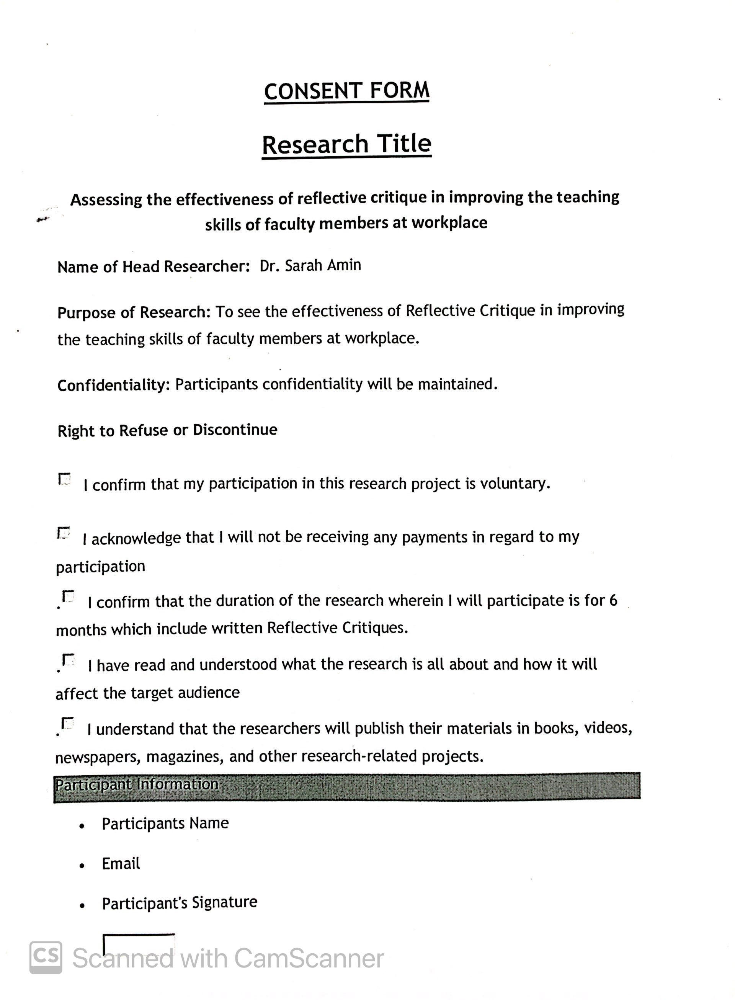 CONSENT FORM
Research Title
Assessing the effectiveness of reflective critique in improving the teaching
skills of faculty members at workplace
Name of Head Researcher: Dr. Sarah Amin
Purpose of Research: To see the effectiveness of Reflective Critique in improving
the teaching skills of faculty members at workplace.
Confidentiality: Participants confidentiality will be maintained.
Right to Refuse or Discontinue
I confirm that my participation in this research project is voluntary.
I acknowledge that I will not be receiving any payments in regard to my
participation
. I confirm that the duration of the research wherein I will participate is for 6
months which include written Reflective Critiques.
. I have read and understood what the research is all about and how it will
affect the target audience
. I understand that the researchers will publish their materials in books, videos,
newspapers, magazines, and other research-related projects.
Participant Information
• Participants Name
• Email
• Participant's Signature
CS Scanned with CamScanner